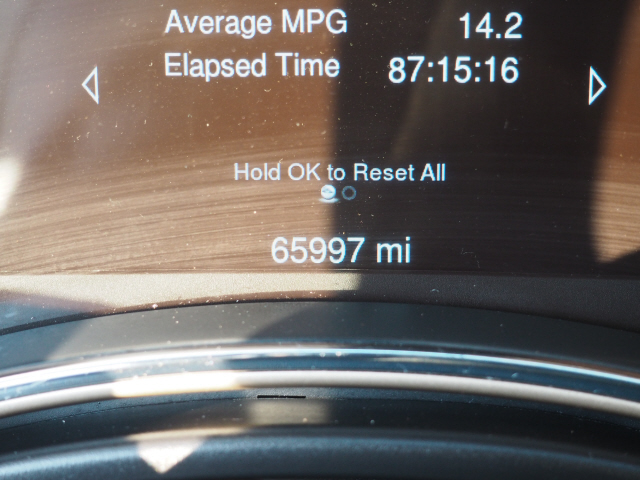 Average MPG 14.2
Elapsed Time 87:15:16
Hold OK to Reset All
65997 mi